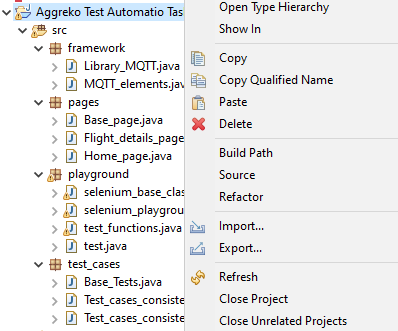 Aggreko Test Automatio Tas
src
framework
Library_MQTT.java
MQTT_elements.jav
pages
Base_page.java
Flight_details_page
Home_page.java
playground
selenium_base_clas
selenium_playgrou
test_functions.java
test.java
test_cases
Base_Tests.java
Test_cases_consiste
Test_cases_consiste
Open Type Hierarchy
Show In
Copy
Copy Qualified Name
Paste
Delete
Build Path
Source
Refactor
Import...
Export...
Refresh
Close Project
Close Unrelated Projects